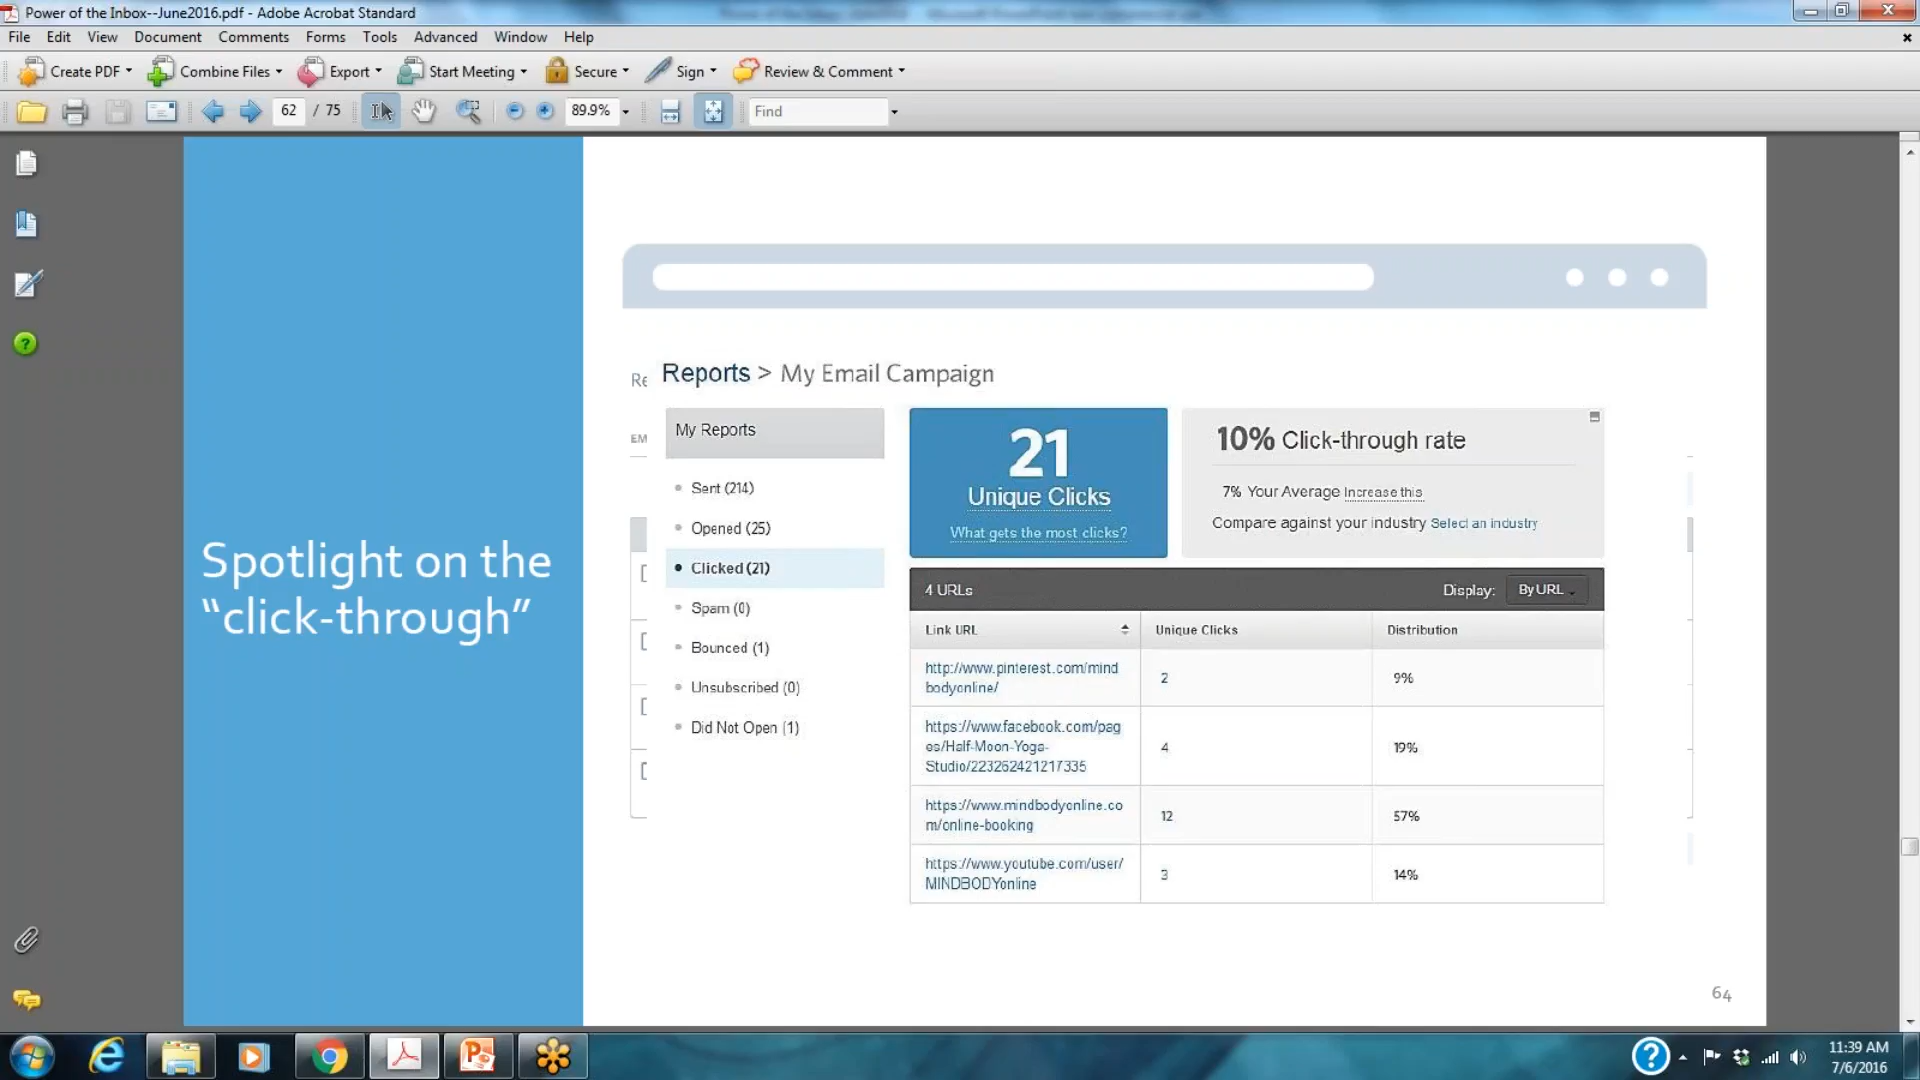 Power of the Inbox--June2016.pdf - Adobe Acrobat Standard
File Edit View Document Comments Forms Tools Advanced Window Help
Create PDF Combine Files Export Start Meeting Secure Sign Review & Comment
62 / 75 89.9% Find
Spotlight on the
“click-through”
Re
Reports > My Email Campaign
EM
My Reports
Sent (214)
Opened (25)
Clicked (21)
Spam (0)
Bounced (1)
Unsubscribed (0)
Did Not Open (1)
21
Unique Clicks
What gets the most clicks?
10% Click-through rate
7% Your Average Increase this
Compare against your industry Select an industry
4 URLs Display: By URL
Link URL Unique Clicks Distribution
http://www.pinterest.com/mind
bodyonline/ 2 9%
https://www.facebook.com/pag
es/Half-Moon-Yoga-
Studio/223262421217335 4 19%
https://www.mindbodyonline.co
m/online-booking 12 57%
https://www.youtube.com/user/
MINDBODYonline 3 14%
64
11:39 AM
7/6/2016